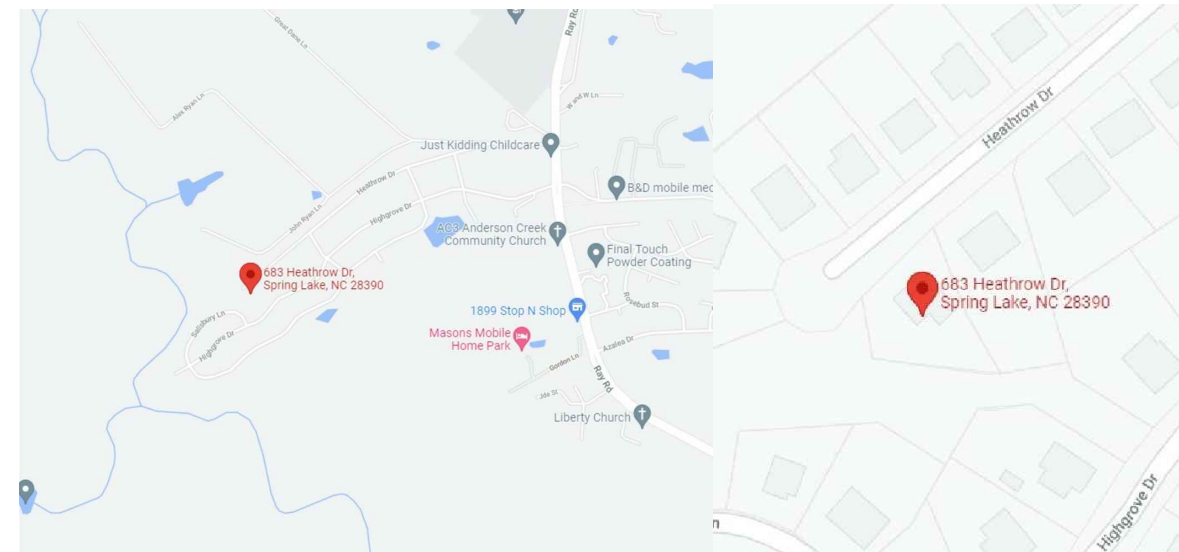 Great Dane Ln
Ray Rd
Alex Ryan Ln
W and W Ln
Just Kidding Childcare
Heathrow Dr
B&D mobile mec
Highgrove Dr
John Ryan Ln
AC3 Anderson Creek
Community Church
Final Touch
Powder Coating
683 Heathrow Dr,
Spring Lake, NC 28390
Rosebud St
1899 Stop N Shop
Salisbury Ln
Masons Mobile
Home Park
Highgrove Dr
Azalea Dr
Gordon Ln
Ray Rd
Jde St
Liberty Church
Heathrow Dr
683 Heathrow Dr,
Spring Lake, NC 28390
n
Highgrove Dr